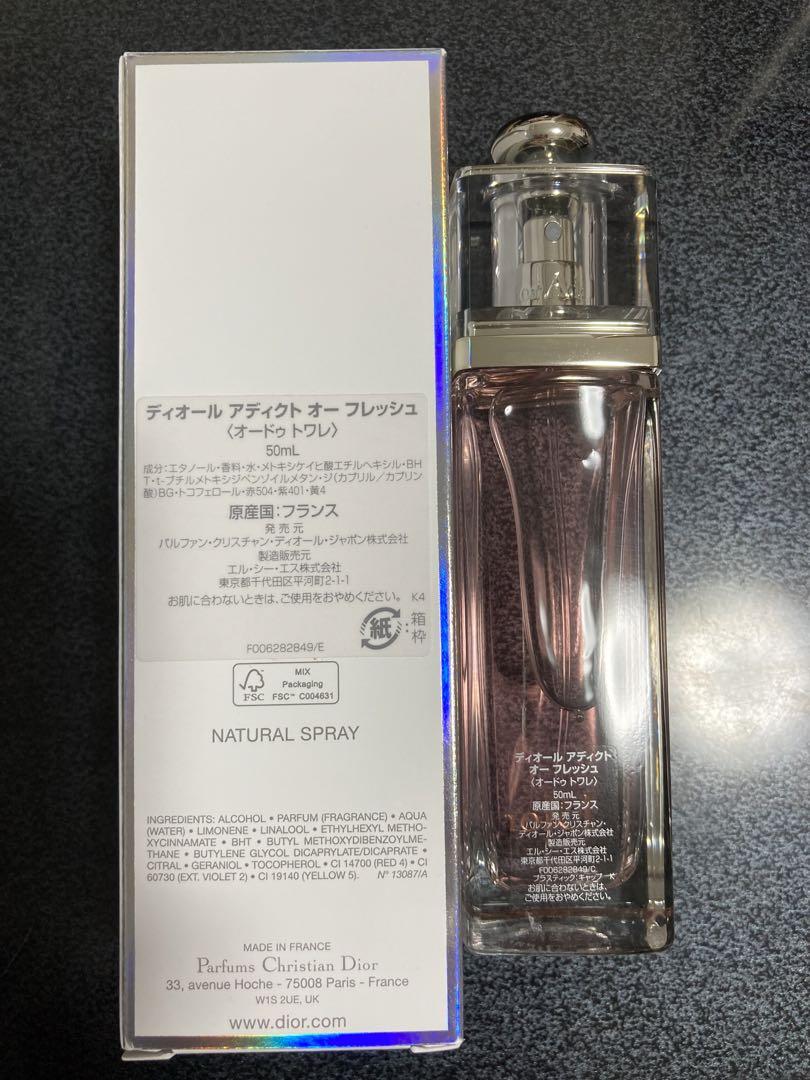 ディオール アディクト オー フレッシュ
〈オードゥ トワレ〉
50mL
成分:エタノール・香料・水・メトキシケイヒ酸エチルヘキシル・BH
T・t-ブチルメトキシジベンゾイルメタン・ジ(カプリル/カプリン
酸)BG・トコフェロール・赤504・紫401・黄4
原産国:フランス
発売元
パルファン・クリスチャン・ディオール・ジャポン株式会社
製造販売元
エル・シー・エス株式会社
東京都千代田区平河町2-1-1
お肌に合わないときは、ご使用をおやめください。 K4
紙:箱
枠
F006282849/E
FSC
MIX
Packaging
FSC™ C004631
NATURAL SPRAY
INGREDIENTS: ALCOHOL • PARFUM (FRAGRANCE) • AQUA
(WATER) • LIMONENE • LINALOOL • ETHYLHEXYL METHO-
XYCINNAMATE • BHT • BUTYL METHOXYDIBENZOYLME-
THANE • BUTYLENE GLYCOL DICAPRYLATE/DICAPRATE •
CITRAL • GERANIOL • TOCOPHEROL • CI 14700 (RED 4) • CI
60730 (EXT. VIOLET 2) • CI 19140 (YELLOW 5). N° 13087/A
MADE IN FRANCE
Parfums Christian Dior
33, avenue Hoche - 75008 Paris - France
W1S 2UE, UK
www.dior.com
ディオール アディクト
オー フレッシュ
〈オードゥ トワレ〉
50mL
原産国:フランス
発売元
パルファン・クリスチャン・
ディオール・ジャポン株式会社
製造販売元
エル・シー・エス株式会社
東京都千代田区平河町2-1-1
F006282849/C
プラスティック:キャップ K
お肌に合わないときは、
ご使用をおやめください。